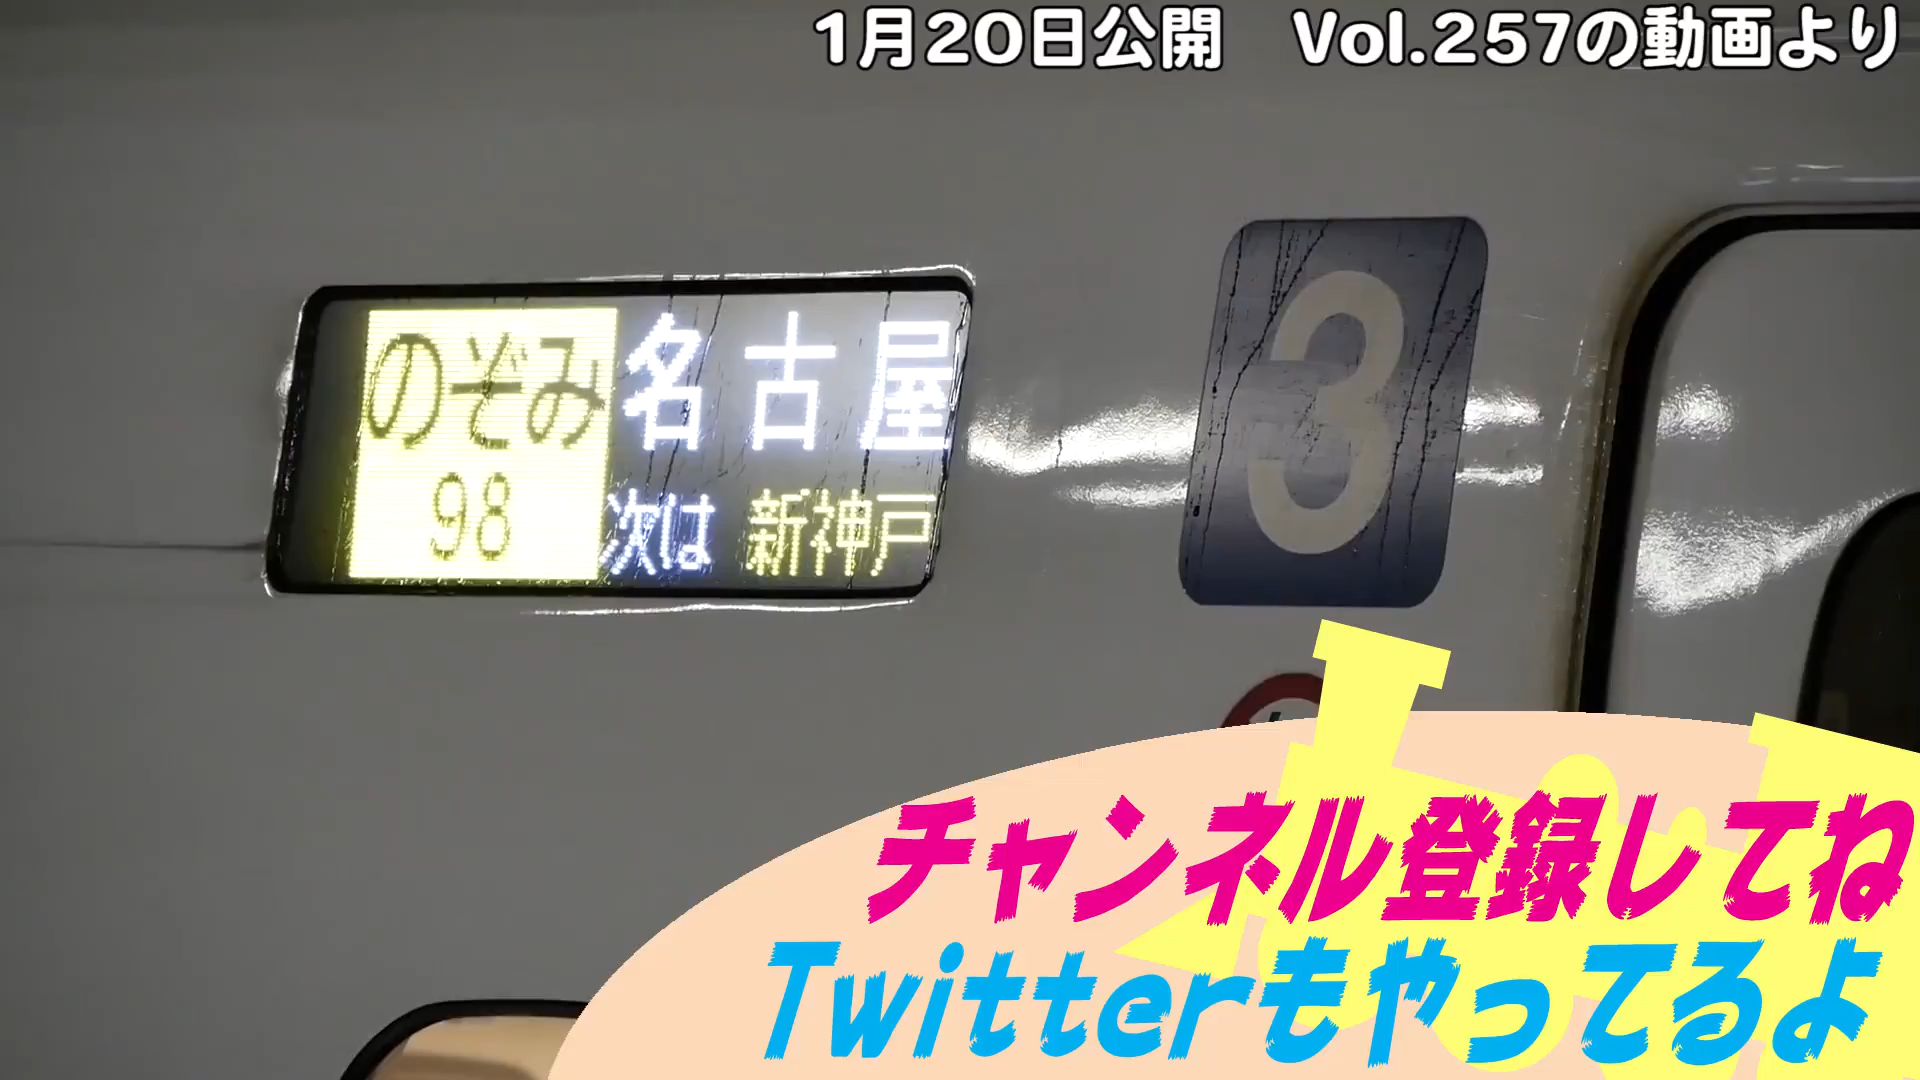 1月20日公開　Vol.257の動画より
のぞみ 名古屋
98 次は 新神戸
3
チャンネル登録してね
Twitterもやってるよ